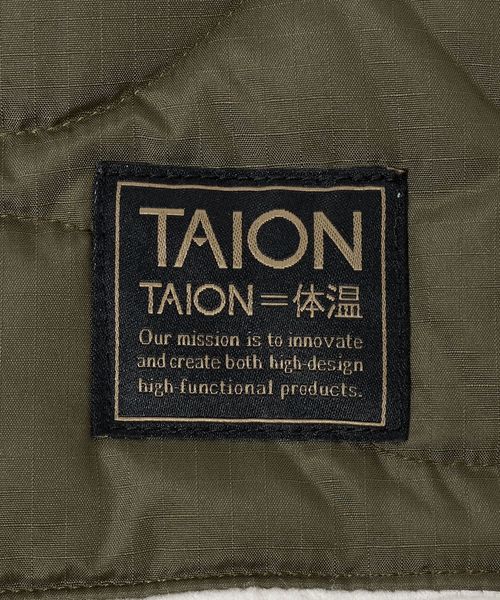 TAION
TAION=体温
Our mission is to innovate
and create both high-design
high-functional products.